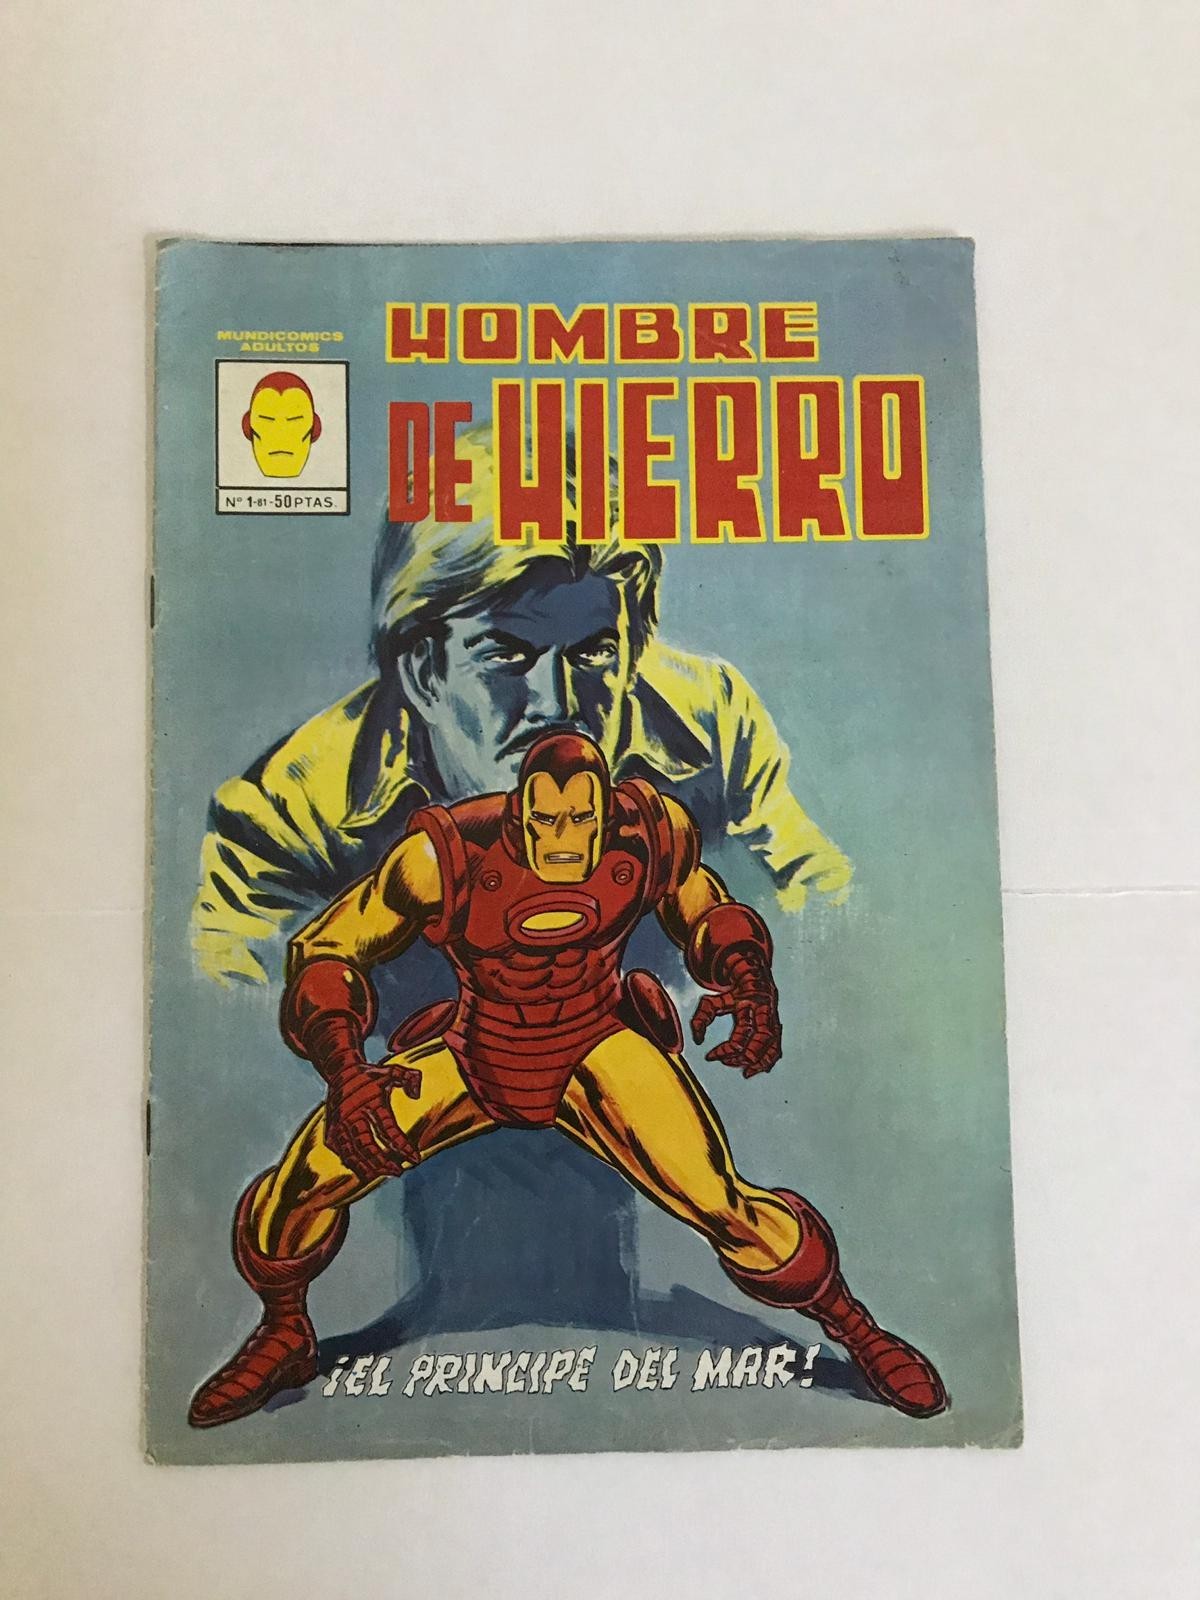 MUNDICOMICS
ADULTOS
Nº 1-81-50 PTAS.
HOMBRE
DE HIERRO
¡EL PRINCIPE DEL MAR!